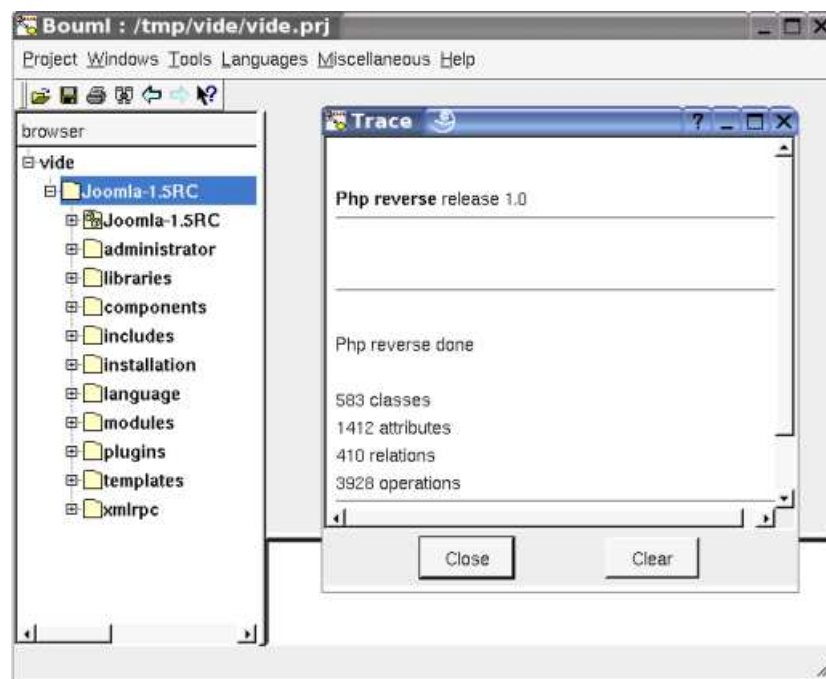 Bouml : /tmp/vide/vide.prj
Project Windows Tools Languages Miscellaneous Help
browser
vide
Joomla-1.5RC
Joomla-1.5RC
administrator
libraries
components
includes
installation
language
modules
plugins
templates
xmlrpc
Trace
Php reverse release 1.0
Php reverse done
583 classes
1412 attributes
410 relations
3928 operations
Close Clear